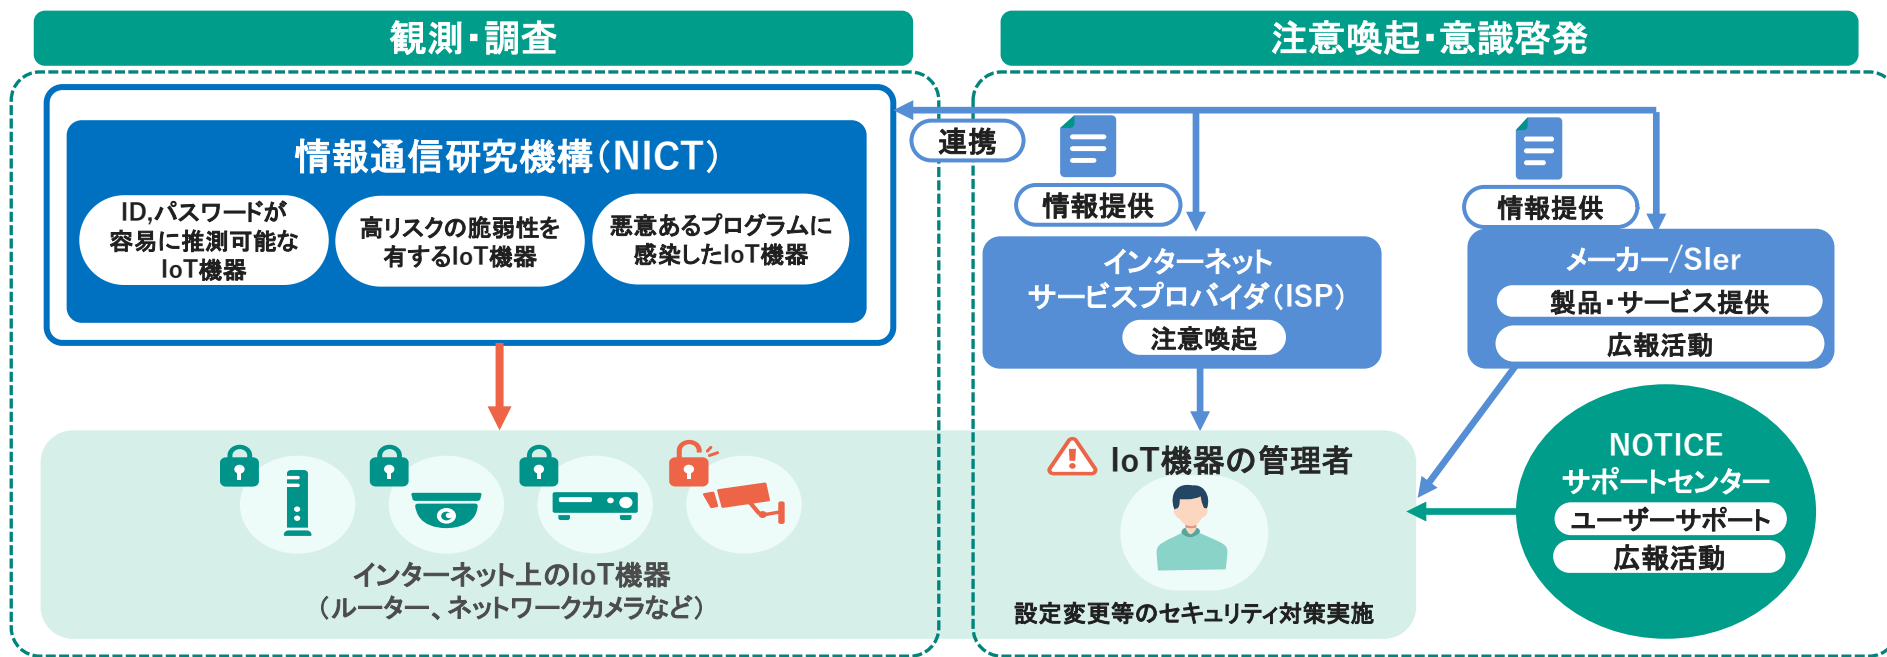 観測・調査
注意喚起・意識啓発
情報通信研究機構（NICT）
ID,パスワードが
容易に推測可能な
IoT機器
高リスクの脆弱性を
有するIoT機器
悪意あるプログラムに
感染したIoT機器
連携
情報提供
情報提供
インターネット
サービスプロバイダ（ISP）
注意喚起
メーカー/SIer
製品・サービス提供
広報活動
インターネット上のIoT機器
（ルーター、ネットワークカメラなど）
IoT機器の管理者
設定変更等のセキュリティ対策実施
NOTICE
サポートセンター
ユーザーサポート
広報活動